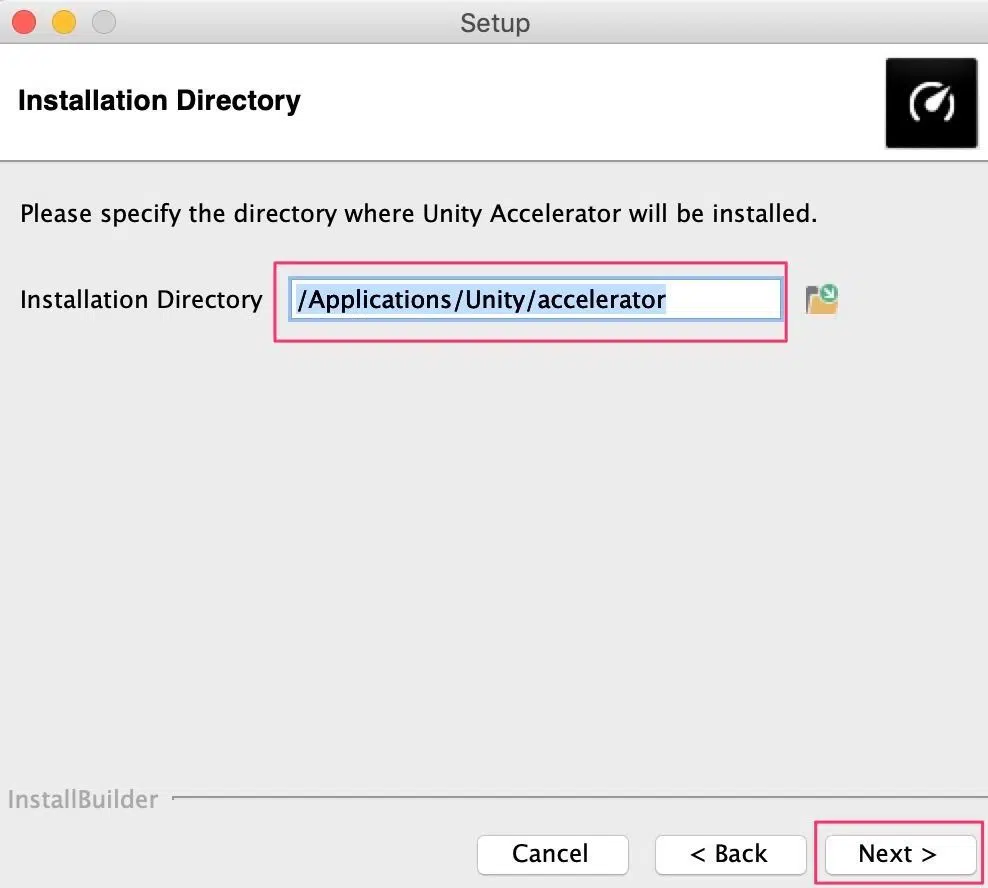 Setup
Installation Directory
Please specify the directory where Unity Accelerator will be installed.
Installation Directory /Applications/Unity/accelerator
InstallBuilder
Cancel < Back Next >